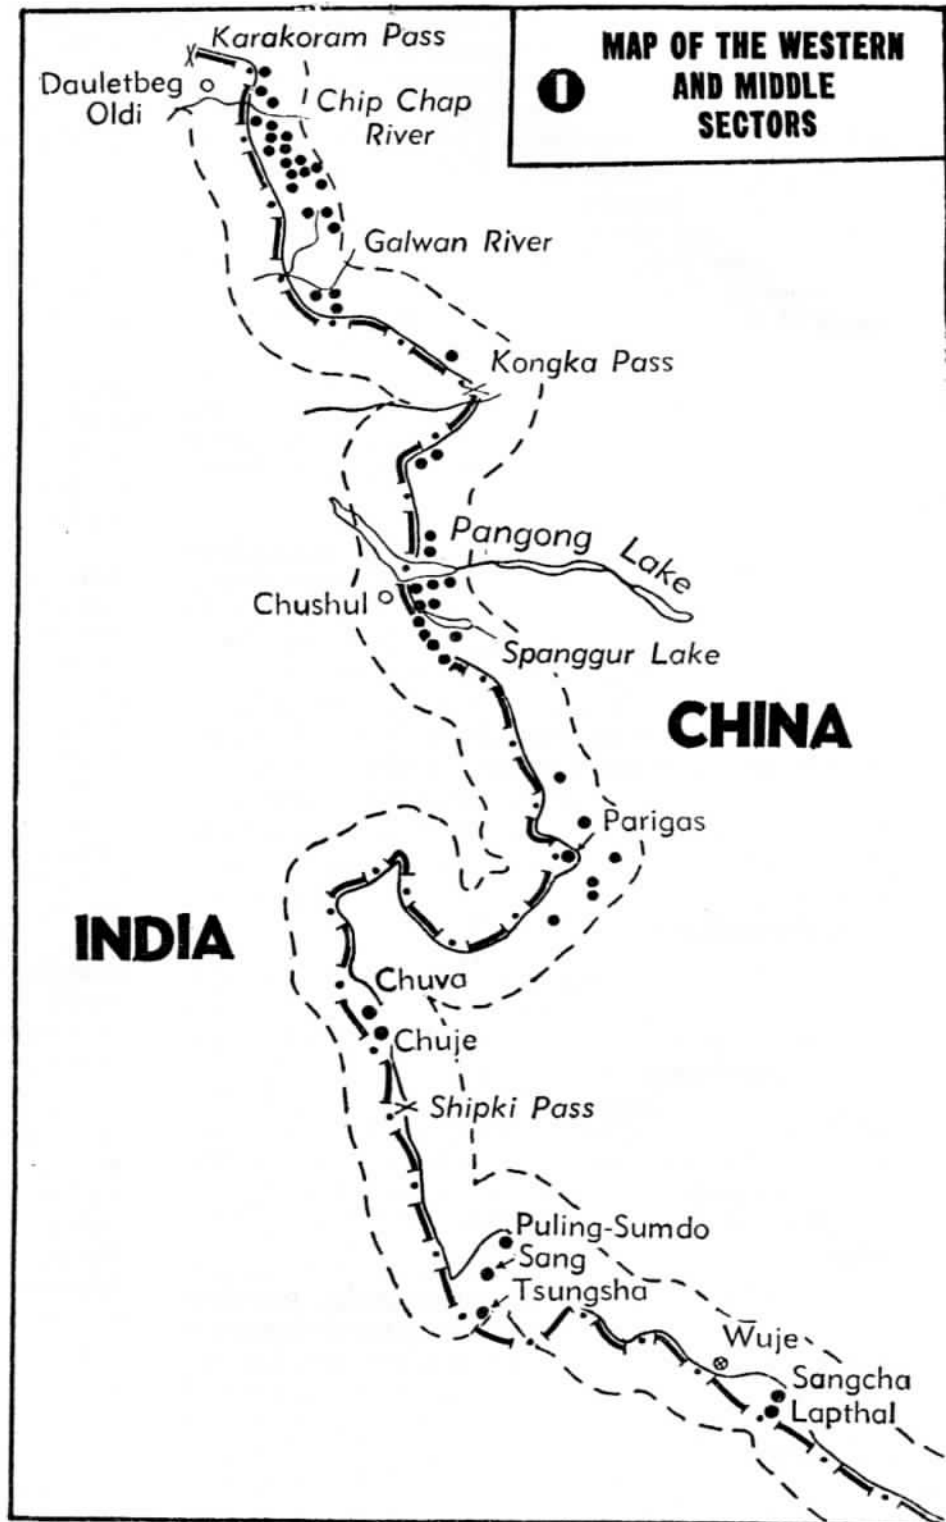 MAP OF THE WESTERN
AND MIDDLE
SECTORS
I
Karakoram Pass
Dauletbeg
Oldi
Chip Chap
River
Galwan River
Kongka Pass
Pangong Lake
Chushul
Spanggur Lake
CHINA
Parigas
INDIA
Chuva
Chuje
Shipki Pass
Puling-Sumdo
Sang
Tsungsha
Wuje
Sangcha
Lapthal